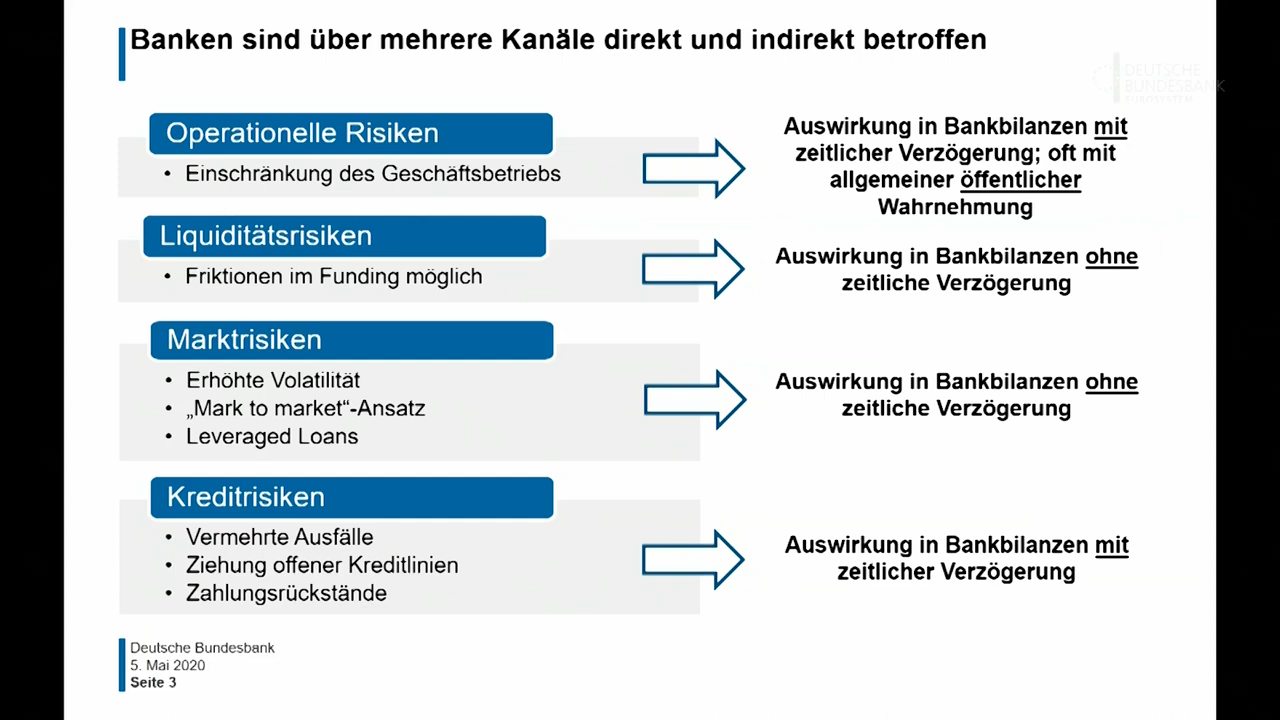 Banken sind über mehrere Kanäle direkt und indirekt betroffen
DEUTSCHE
BUNDESBANK
EUROSYSTEM
Operationelle Risiken
• Einschränkung des Geschäftsbetriebs
Auswirkung in Bankbilanzen mit
zeitlicher Verzögerung; oft mit
allgemeiner öffentlicher
Wahrnehmung
Liquiditätsrisiken
• Friktionen im Funding möglich
Auswirkung in Bankbilanzen ohne
zeitliche Verzögerung
Marktrisiken
• Erhöhte Volatilität
• „Mark to market“-Ansatz
• Leveraged Loans
Auswirkung in Bankbilanzen ohne
zeitliche Verzögerung
Kreditrisiken
• Vermehrte Ausfälle
• Ziehung offener Kreditlinien
• Zahlungsrückstände
Auswirkung in Bankbilanzen mit
zeitlicher Verzögerung
Deutsche Bundesbank
5. Mai 2020
Seite 3